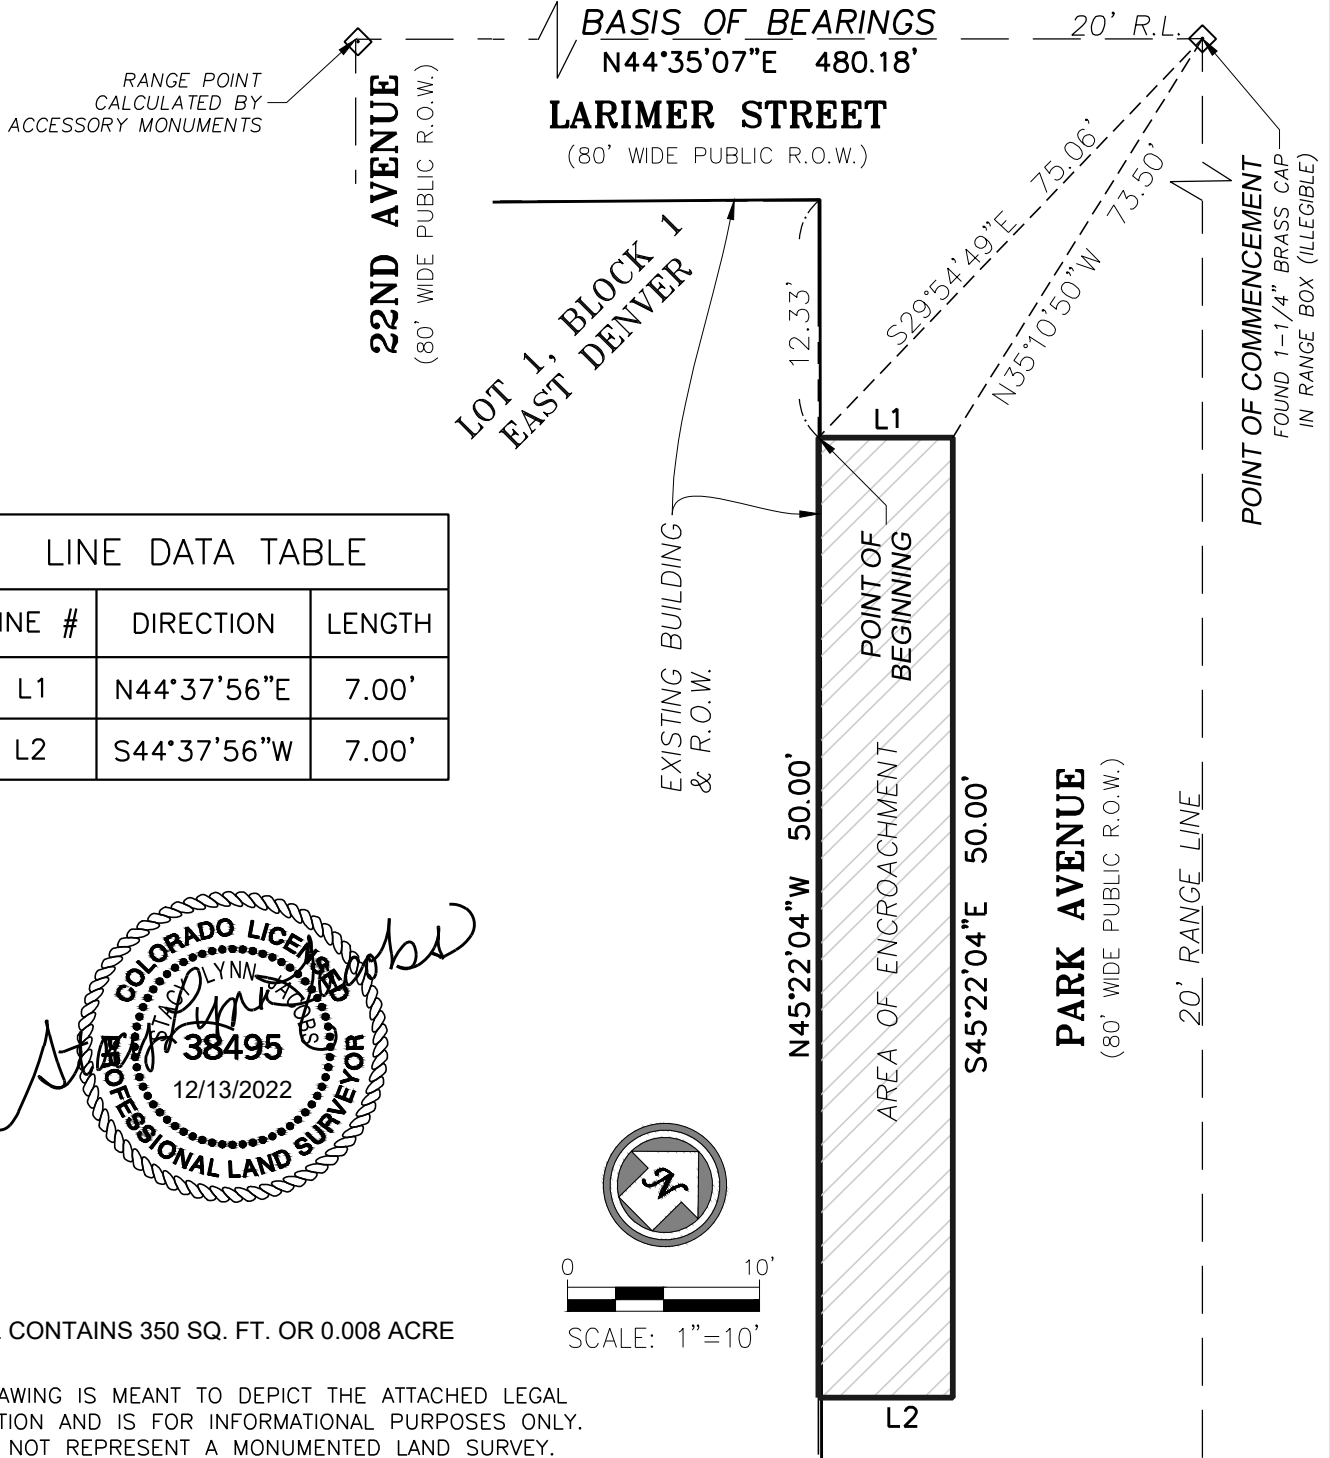 BASIS OF BEARINGS
N44°35'07"E 480.18'
20' R.L.
RANGE POINT
CALCULATED BY
ACCESSORY MONUMENTS
LARIMER STREET
(80' WIDE PUBLIC R.O.W.)
22ND AVENUE
(80' WIDE PUBLIC R.O.W.)
LOT 1, BLOCK 1
EAST DENVER
12.33'
S29°54'49"E 75.06'
N35°10'50"W 73.50'
POINT OF COMMENCEMENT
FOUND 1-1/4" BRASS CAP
IN RANGE BOX (ILLEGIBLE)
L1
POINT OF
BEGINNING
EXISTING BUILDING
& R.O.W.
LINE DATA TABLE
INE # DIRECTION LENGTH
L1 N44°37'56"E 7.00'
L2 S44°37'56"W 7.00'
N45°22'04"W 50.00'
AREA OF ENCROACHMENT
S45°22'04"E 50.00'
PARK AVENUE
(80' WIDE PUBLIC R.O.W.)
20' RANGE LINE
COLORADO LICENSED
STACY LYNN JACOBS
38495
12/13/2022
PROFESSIONAL LAND SURVEYOR
Stacy Lynn Jacobs
N
0 10'
SCALE: 1"=10'
CONTAINS 350 SQ. FT. OR 0.008 ACRE
L2
AWING IS MEANT TO DEPICT THE ATTACHED LEGAL
TION AND IS FOR INFORMATIONAL PURPOSES ONLY.
NOT REPRESENT A MONUMENTED LAND SURVEY.